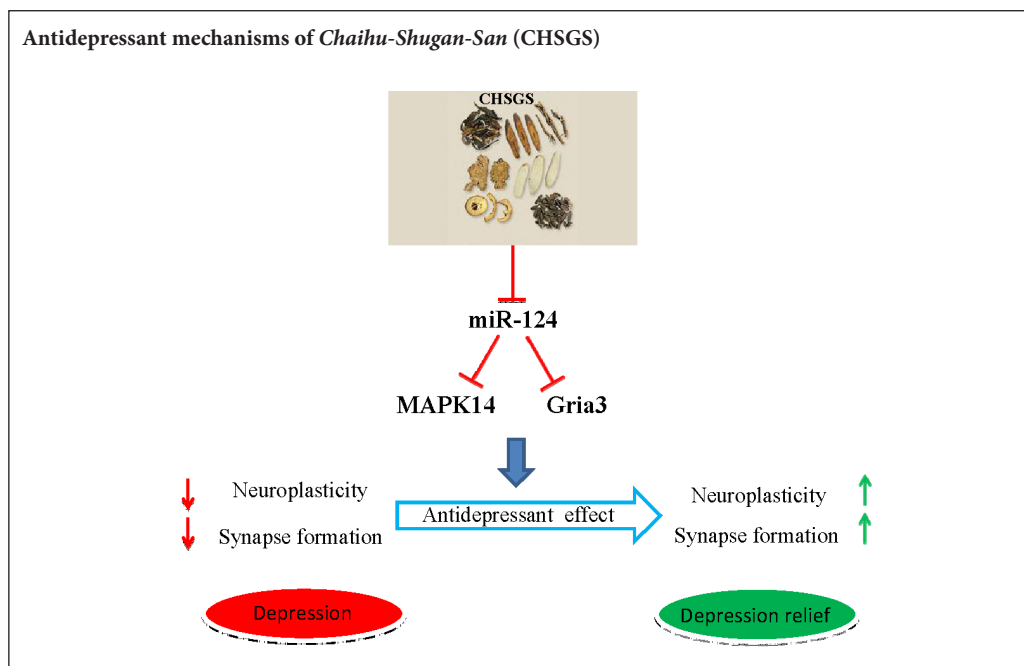 Antidepressant mechanisms of Chaihu-Shugan-San (CHSGS)
CHSGS
miR-124
MAPK14 Gria3
Neuroplasticity
Synapse formation
Antidepressant effect
Neuroplasticity
Synapse formation
Depression
Depression relief